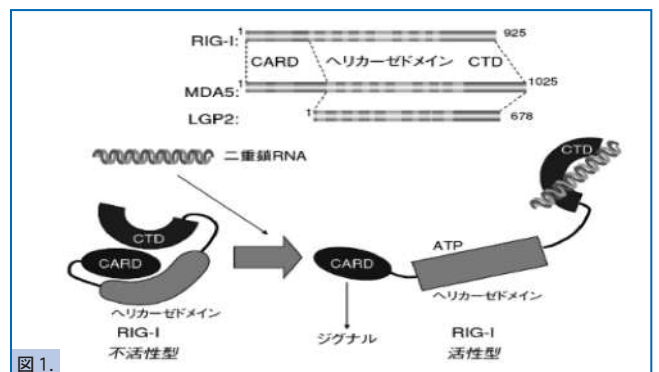 RIG-I: 1 925
CARD ヘリカーゼドメイン CTD
MDA5: 1 1025
LGP2: 1 678
二重鎖RNA
CTD
CTD
CARD
ヘリカーゼドメイン
RIG-I
不活性型
CARD
ATP
ヘリカーゼドメイン
ジグナル
RIG-I
活性型
図1.